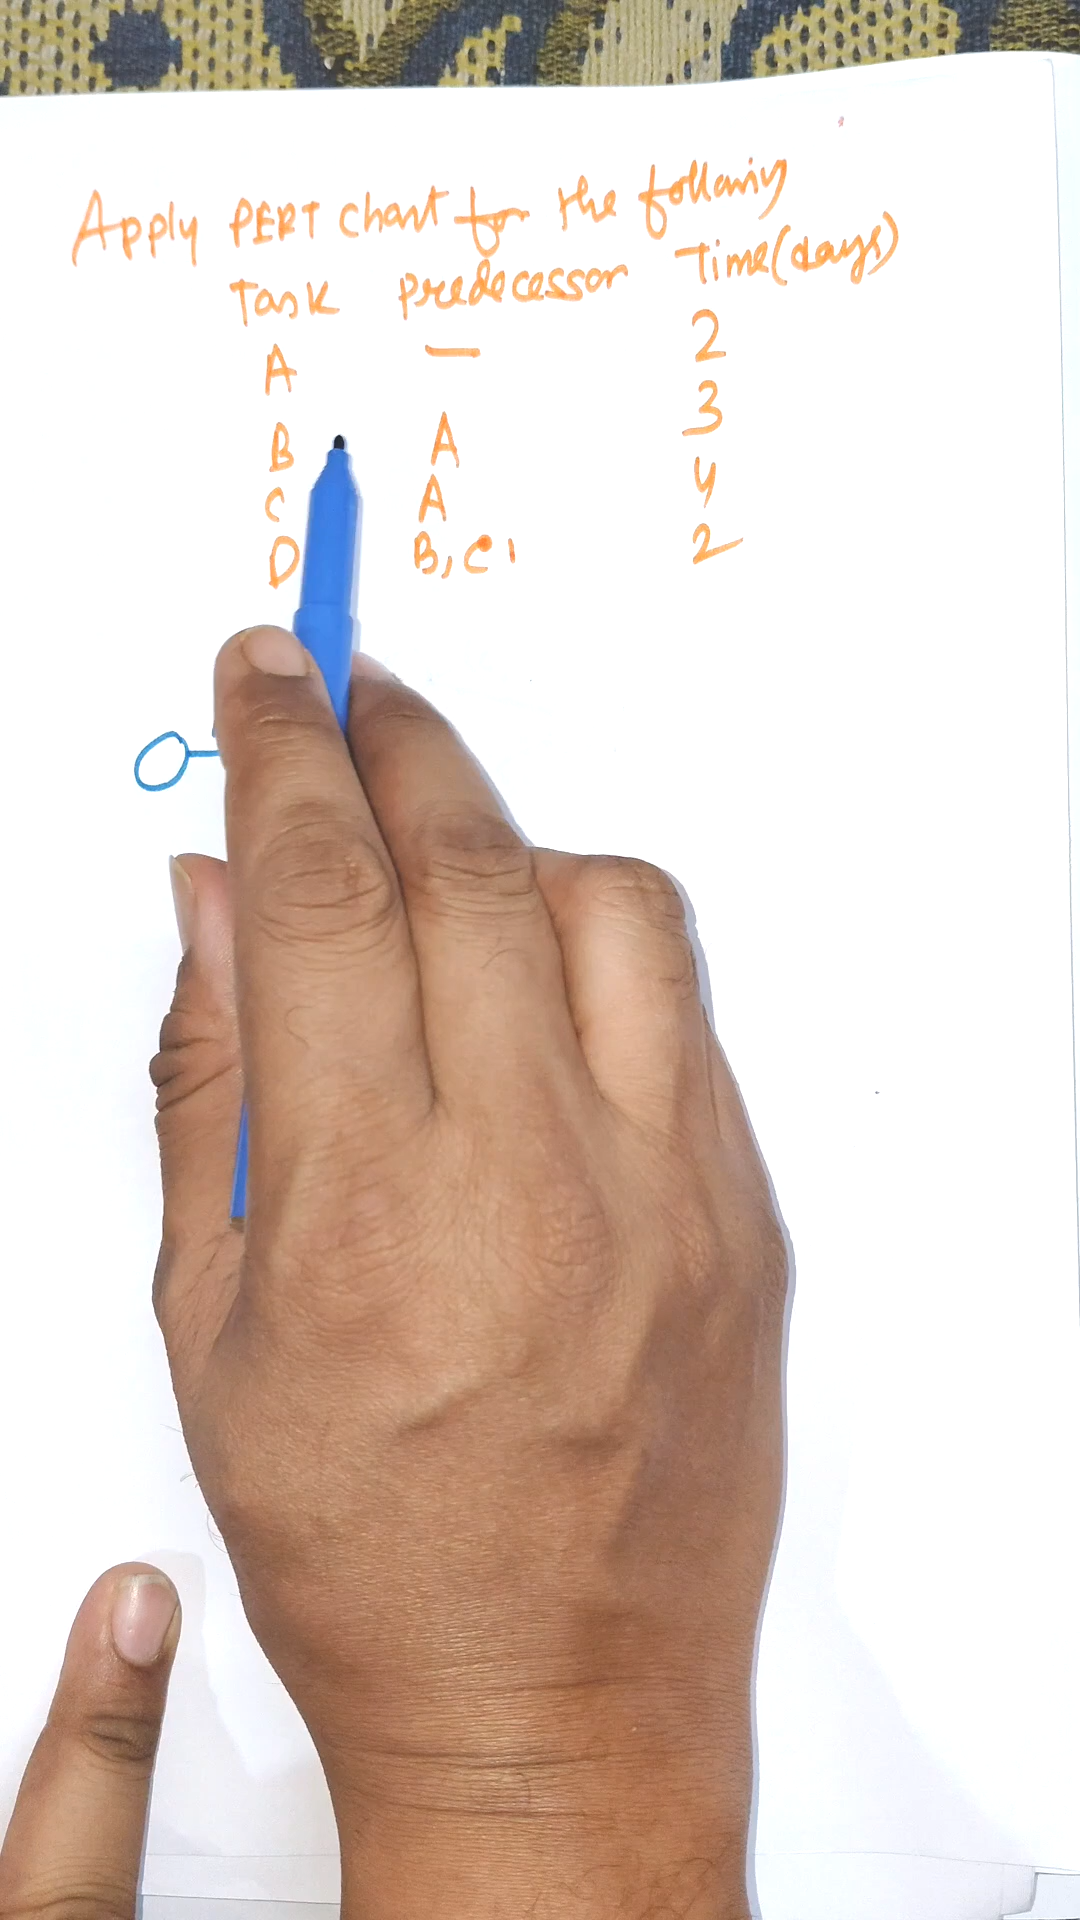 Apply PERT chart for the following
Task Predecessor Time(days)
A — 2
B A 3
C A 4
D B, C, 2